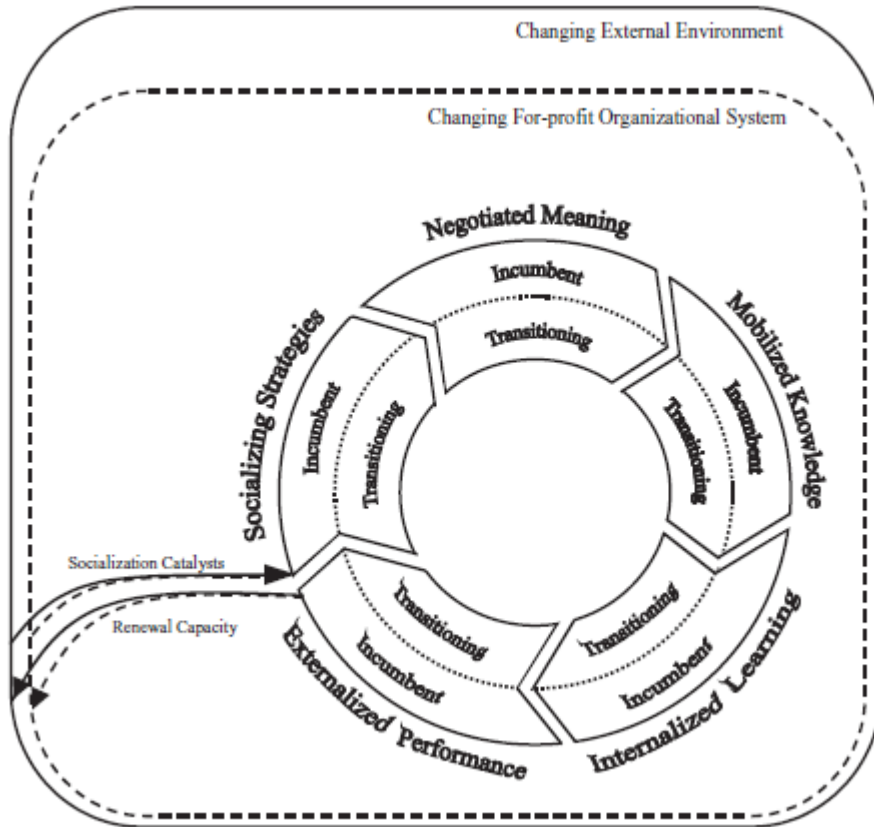 Changing External Environment
Changing For-profit Organizational System
Negotiated Meaning
Incumbent
Transitioning
Mobilized Knowledge
Incumbent
Transitioning
Internalized Learning
Incumbent
Transitioning
Externalized Performance
Incumbent
Transitioning
Socializing Strategies
Incumbent
Transitioning
Socialization Catalysts
Renewal Capacity